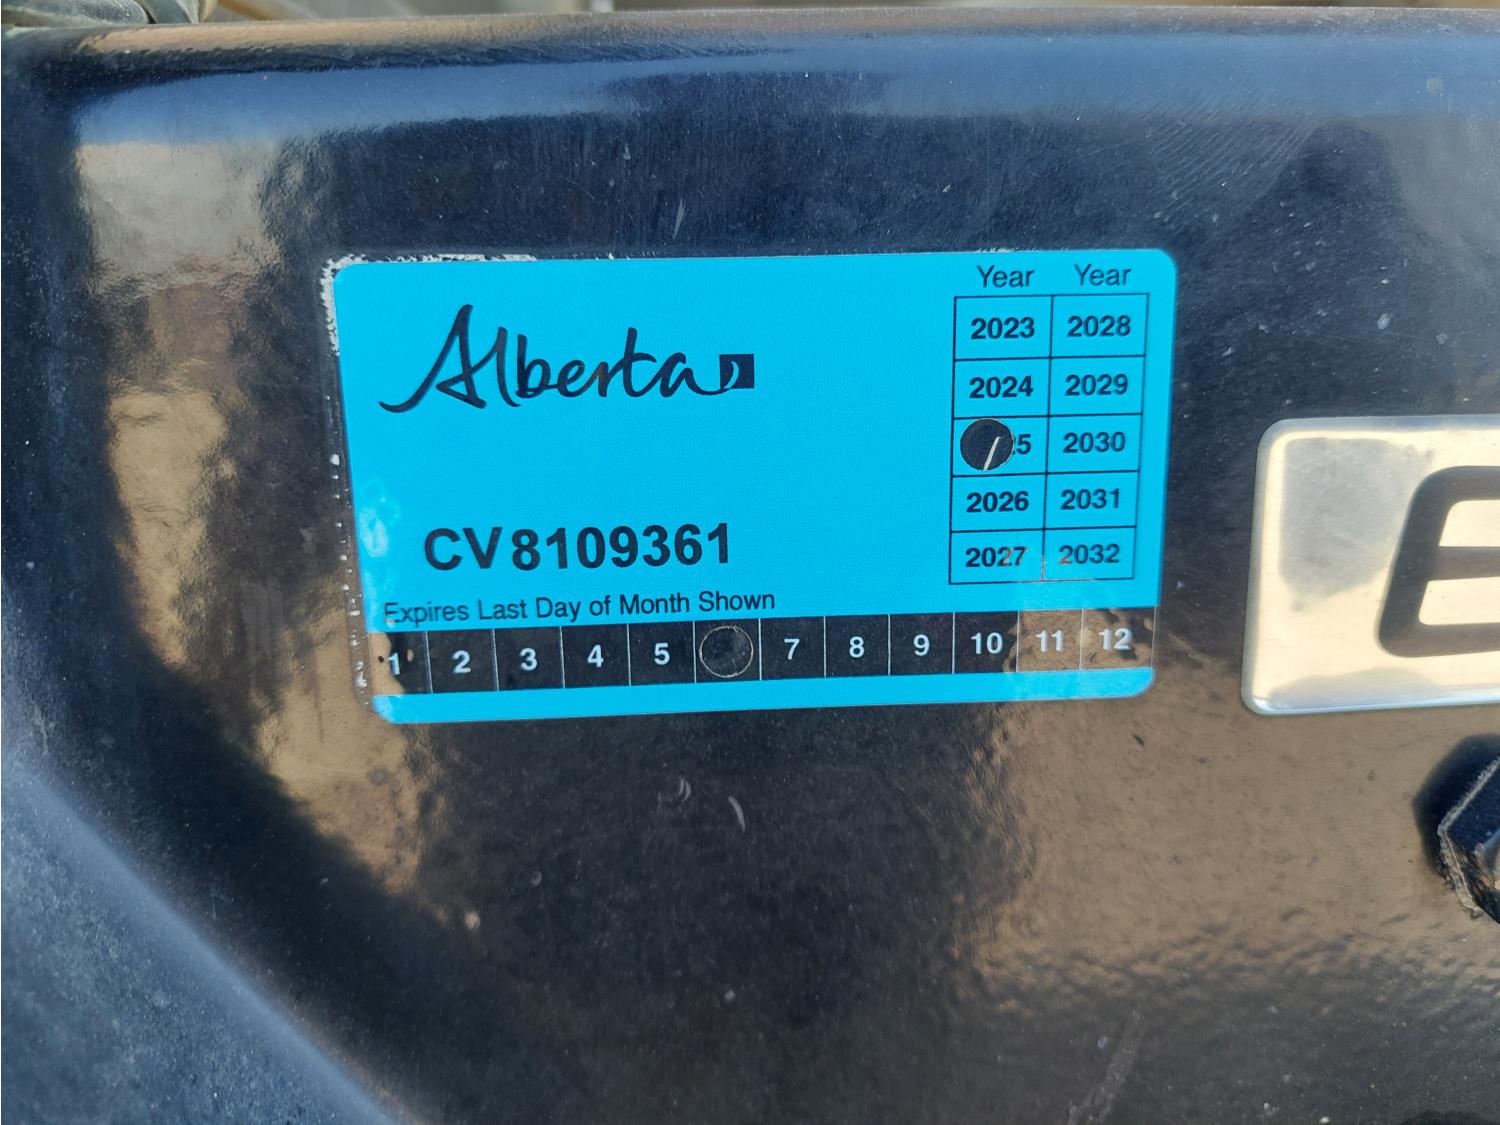 Alberta
Year Year
2023 2028
2024 2029
5 2030
2026 2031
2027 2032
CV8109361
Expires Last Day of Month Shown
1 2 3 4 5 7 8 9 10 11 12